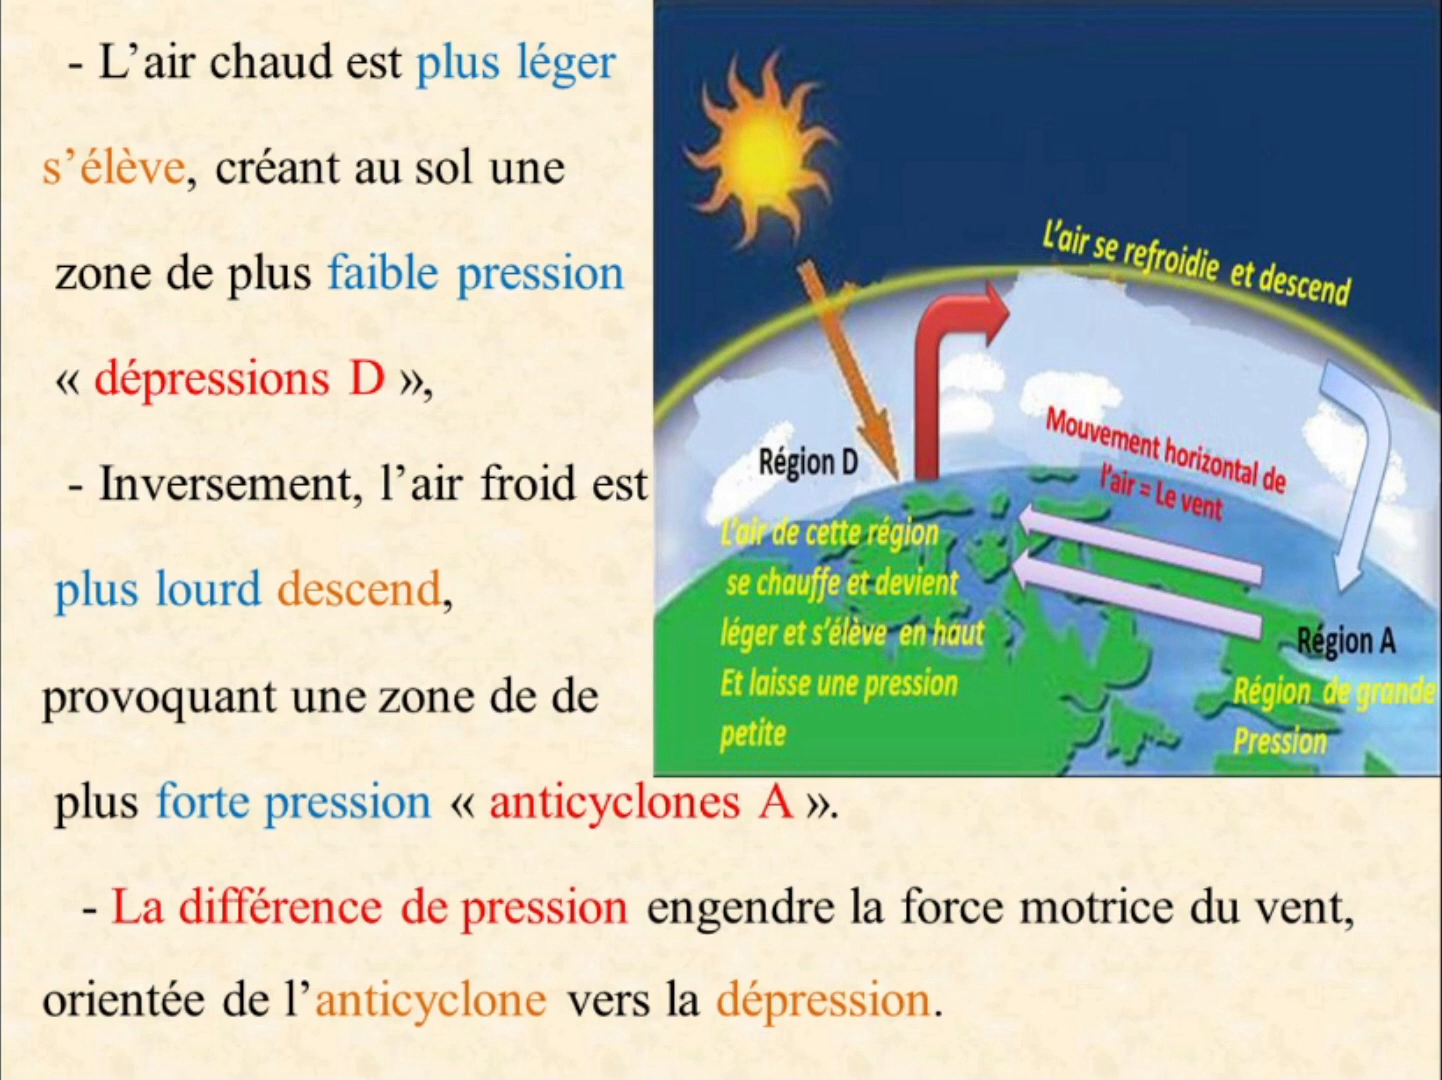 - L'air chaud est plus léger
s'élève, créant au sol une
zone de plus faible pression
« dépressions D »,
- Inversement, l'air froid est
plus lourd descend,
provoquant une zone de de
plus forte pression « anticyclones A ».
- La différence de pression engendre la force motrice du vent,
orientée de l'anticyclone vers la dépression.
L'air se refroidie et descend
Mouvement horizontal de
l'air = Le vent
Région D
L'air de cette région
se chauffe et devient
léger et s'élève en haut
Et laisse une pression
petite
Région A
Région de grande
Pression